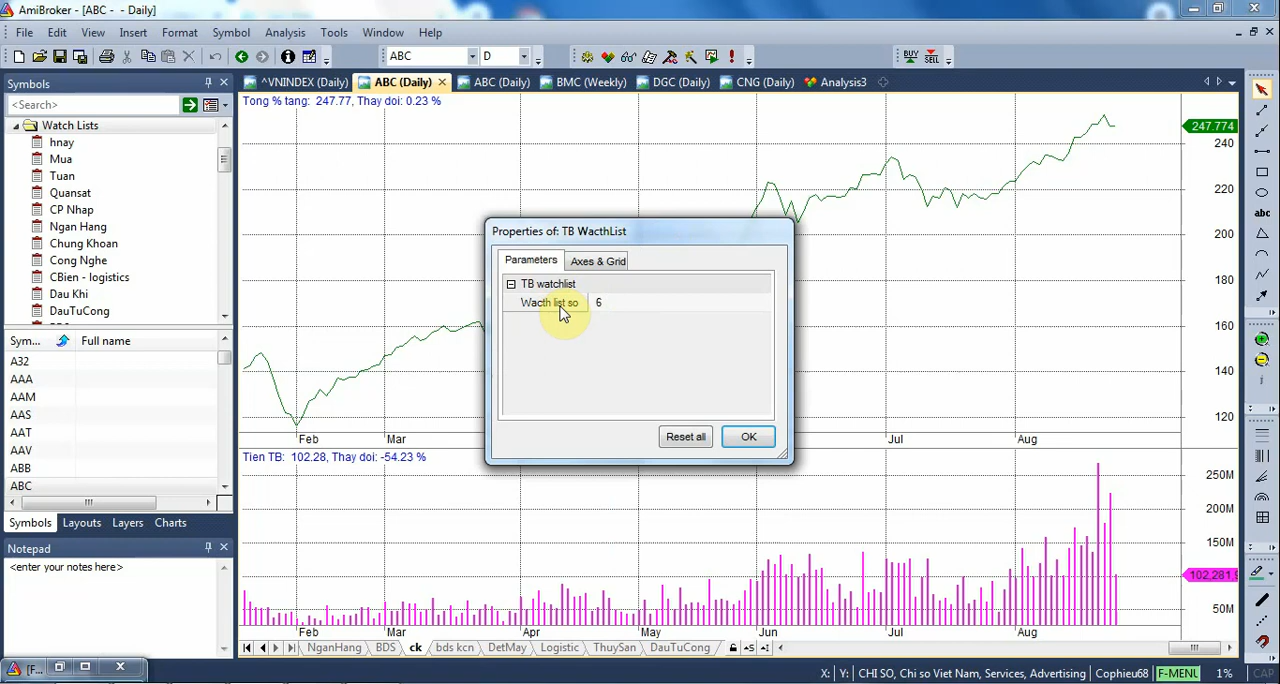 AmiBroker - [ABC - - Daily]
File Edit View Insert Format Symbol Analysis Tools Window Help
ABC D BUY SELL
Symbols
^VNINDEX (Daily) ABC (Daily) ABC (Daily) BMC (Weekly) DGC (Daily) CNG (Daily) Analysis3
<Search>
Watch Lists
hnay
Mua
Tuan
Quansat
CP Nhap
Ngan Hang
Chung Khoan
Cong Nghe
CBien - logistics
Dau Khi
DauTuCong
Sym... Full name
A32
AAA
AAM
AAS
AAT
AAV
ABB
ABC
Symbols Layouts Layers Charts
Notepad
<enter your notes here>
Tong % tang: 247.77, Thay doi: 0.23 %
247.774
240
220
200
180
160
140
120
Feb Mar Jul Aug
Properties of: TB WacthList
Parameters Axes & Grid
TB watchlist
Wacth list so 6
Reset all OK
Tien TB: 102.28, Thay doi: -54.23 %
250M
200M
150M
102,281,9
50M
Feb Mar Apr May Jun Jul Aug
NganHang BDS ck bds kcn DetMay Logistic ThuySan DauTuCong
abc
[F...
X: Y: CHI SO, Chi so Viet Nam, Services, Advertising Cophieu68 F-MENU 1% CAP